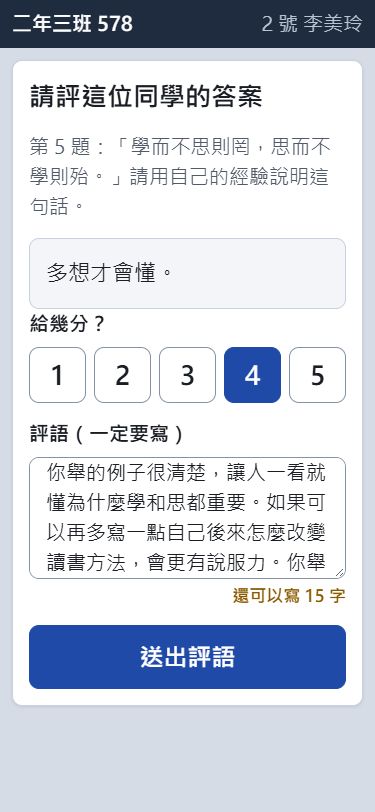 二年三班 578
2 號 李美玲
請評這位同學的答案
第 5 題：「學而不思則罔，思而不
學則殆。」請用自己的經驗說明這
句話。
多想才會懂。
給幾分？
1 2 3 4 5
評語（一定要寫）
你舉的例子很清楚，讓人一看就
懂為什麼學和思都重要。如果可
以再多寫一點自己後來怎麼改變
讀書方法，會更有說服力。你舉
還可以寫 15 字
送出評語